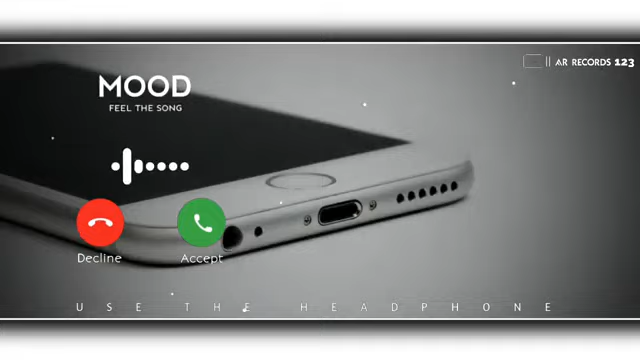 MOOD
FEEL THE SONG
AR RECORDS 123
Decline
Accept
USE THE HEADPHONE